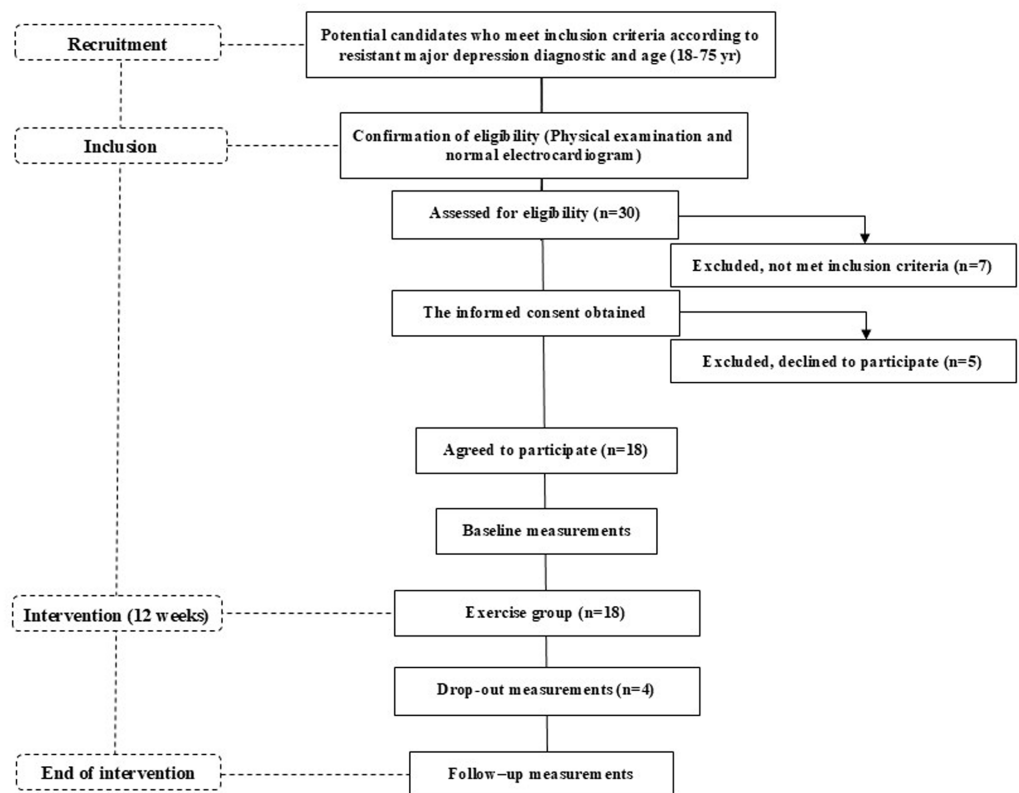 Recruitment
Potential candidates who meet inclusion criteria according to
resistant major depression diagnostic and age (18-75 yr)
Inclusion
Confirmation of eligibility (Physical examination and
normal electrocardiogram)
Assessed for eligibility (n=30)
Excluded, not met inclusion criteria (n=7)
The informed consent obtained
Excluded, declined to participate (n=5)
Agreed to participate (n=18)
Baseline measurements
Intervention (12 weeks)
Exercise group (n=18)
Drop-out measurements (n=4)
End of intervention
Follow–up measurements